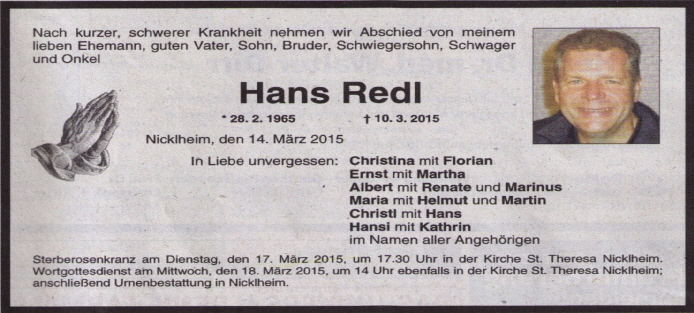 Nach kurzer, schwerer Krankheit nehmen wir Abschied von meinem
lieben Ehemann, guten Vater, Sohn, Bruder, Schwiegersohn, Schwager
und Onkel
Hans Redl
* 28. 2. 1965 † 10. 3. 2015
Nicklheim, den 14. März 2015
In Liebe unvergessen: Christina mit Florian
Ernst mit Martha
Albert mit Renate und Marinus
Maria mit Helmut und Martin
Christl mit Hans
Hansi mit Kathrin
im Namen aller Angehörigen
Sterberosenkranz am Dienstag, den 17. März 2015, um 17.30 Uhr in der Kirche St. Theresa Nicklheim.
Wortgottesdienst am Mittwoch, den 18. März 2015, um 14 Uhr ebenfalls in der Kirche St. Theresa Nicklheim;
anschließend Urnenbestattung in Nicklheim.